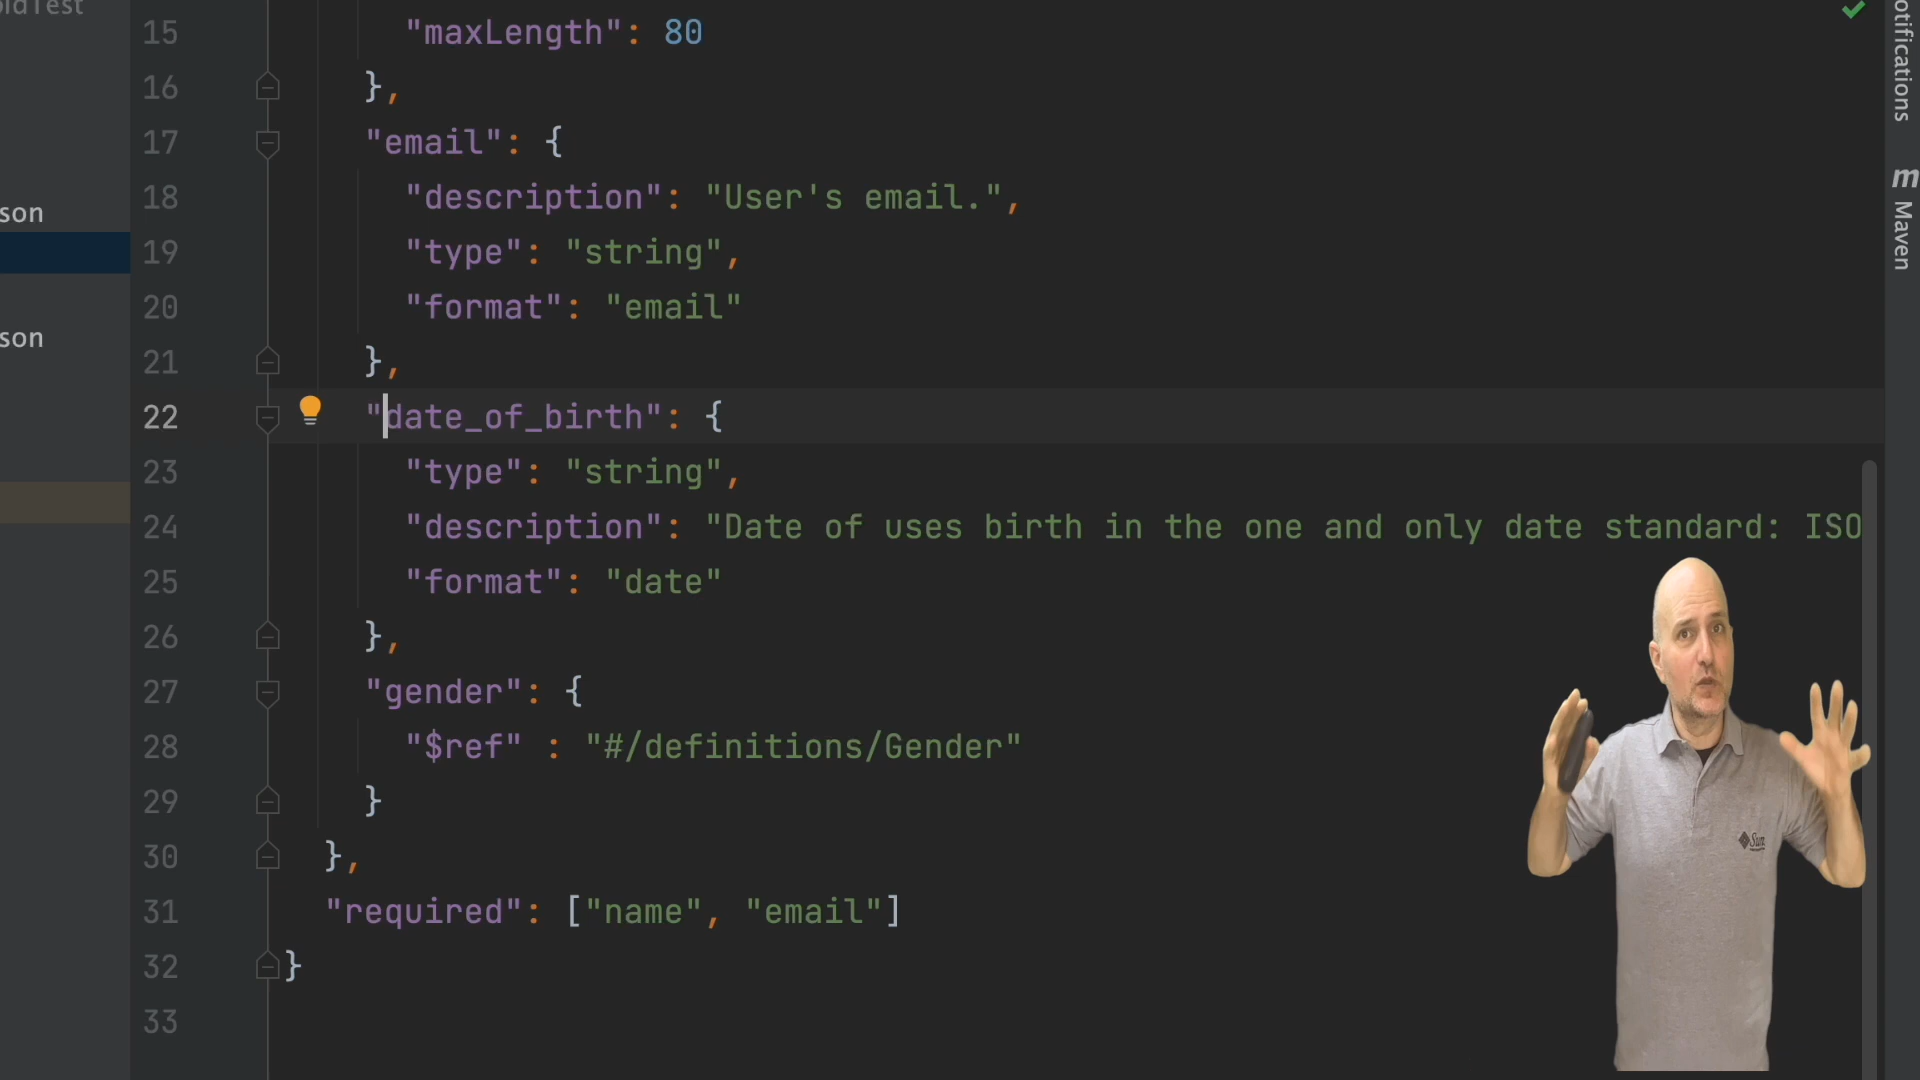 oldTest
15 "maxLength": 80
16 },
17 "email": {
18 "description": "User's email.",
19 "type": "string",
20 "format": "email"
21 },
22 "date_of_birth": {
23 "type": "string",
24 "description": "Date of uses birth in the one and only date standard: ISO
25 "format": "date"
26 },
27 "gender": {
28 "$ref" : "#/definitions/Gender"
29 }
30 },
31 "required": ["name", "email"]
32 }
33
son
son
otifications
m Maven
Sun